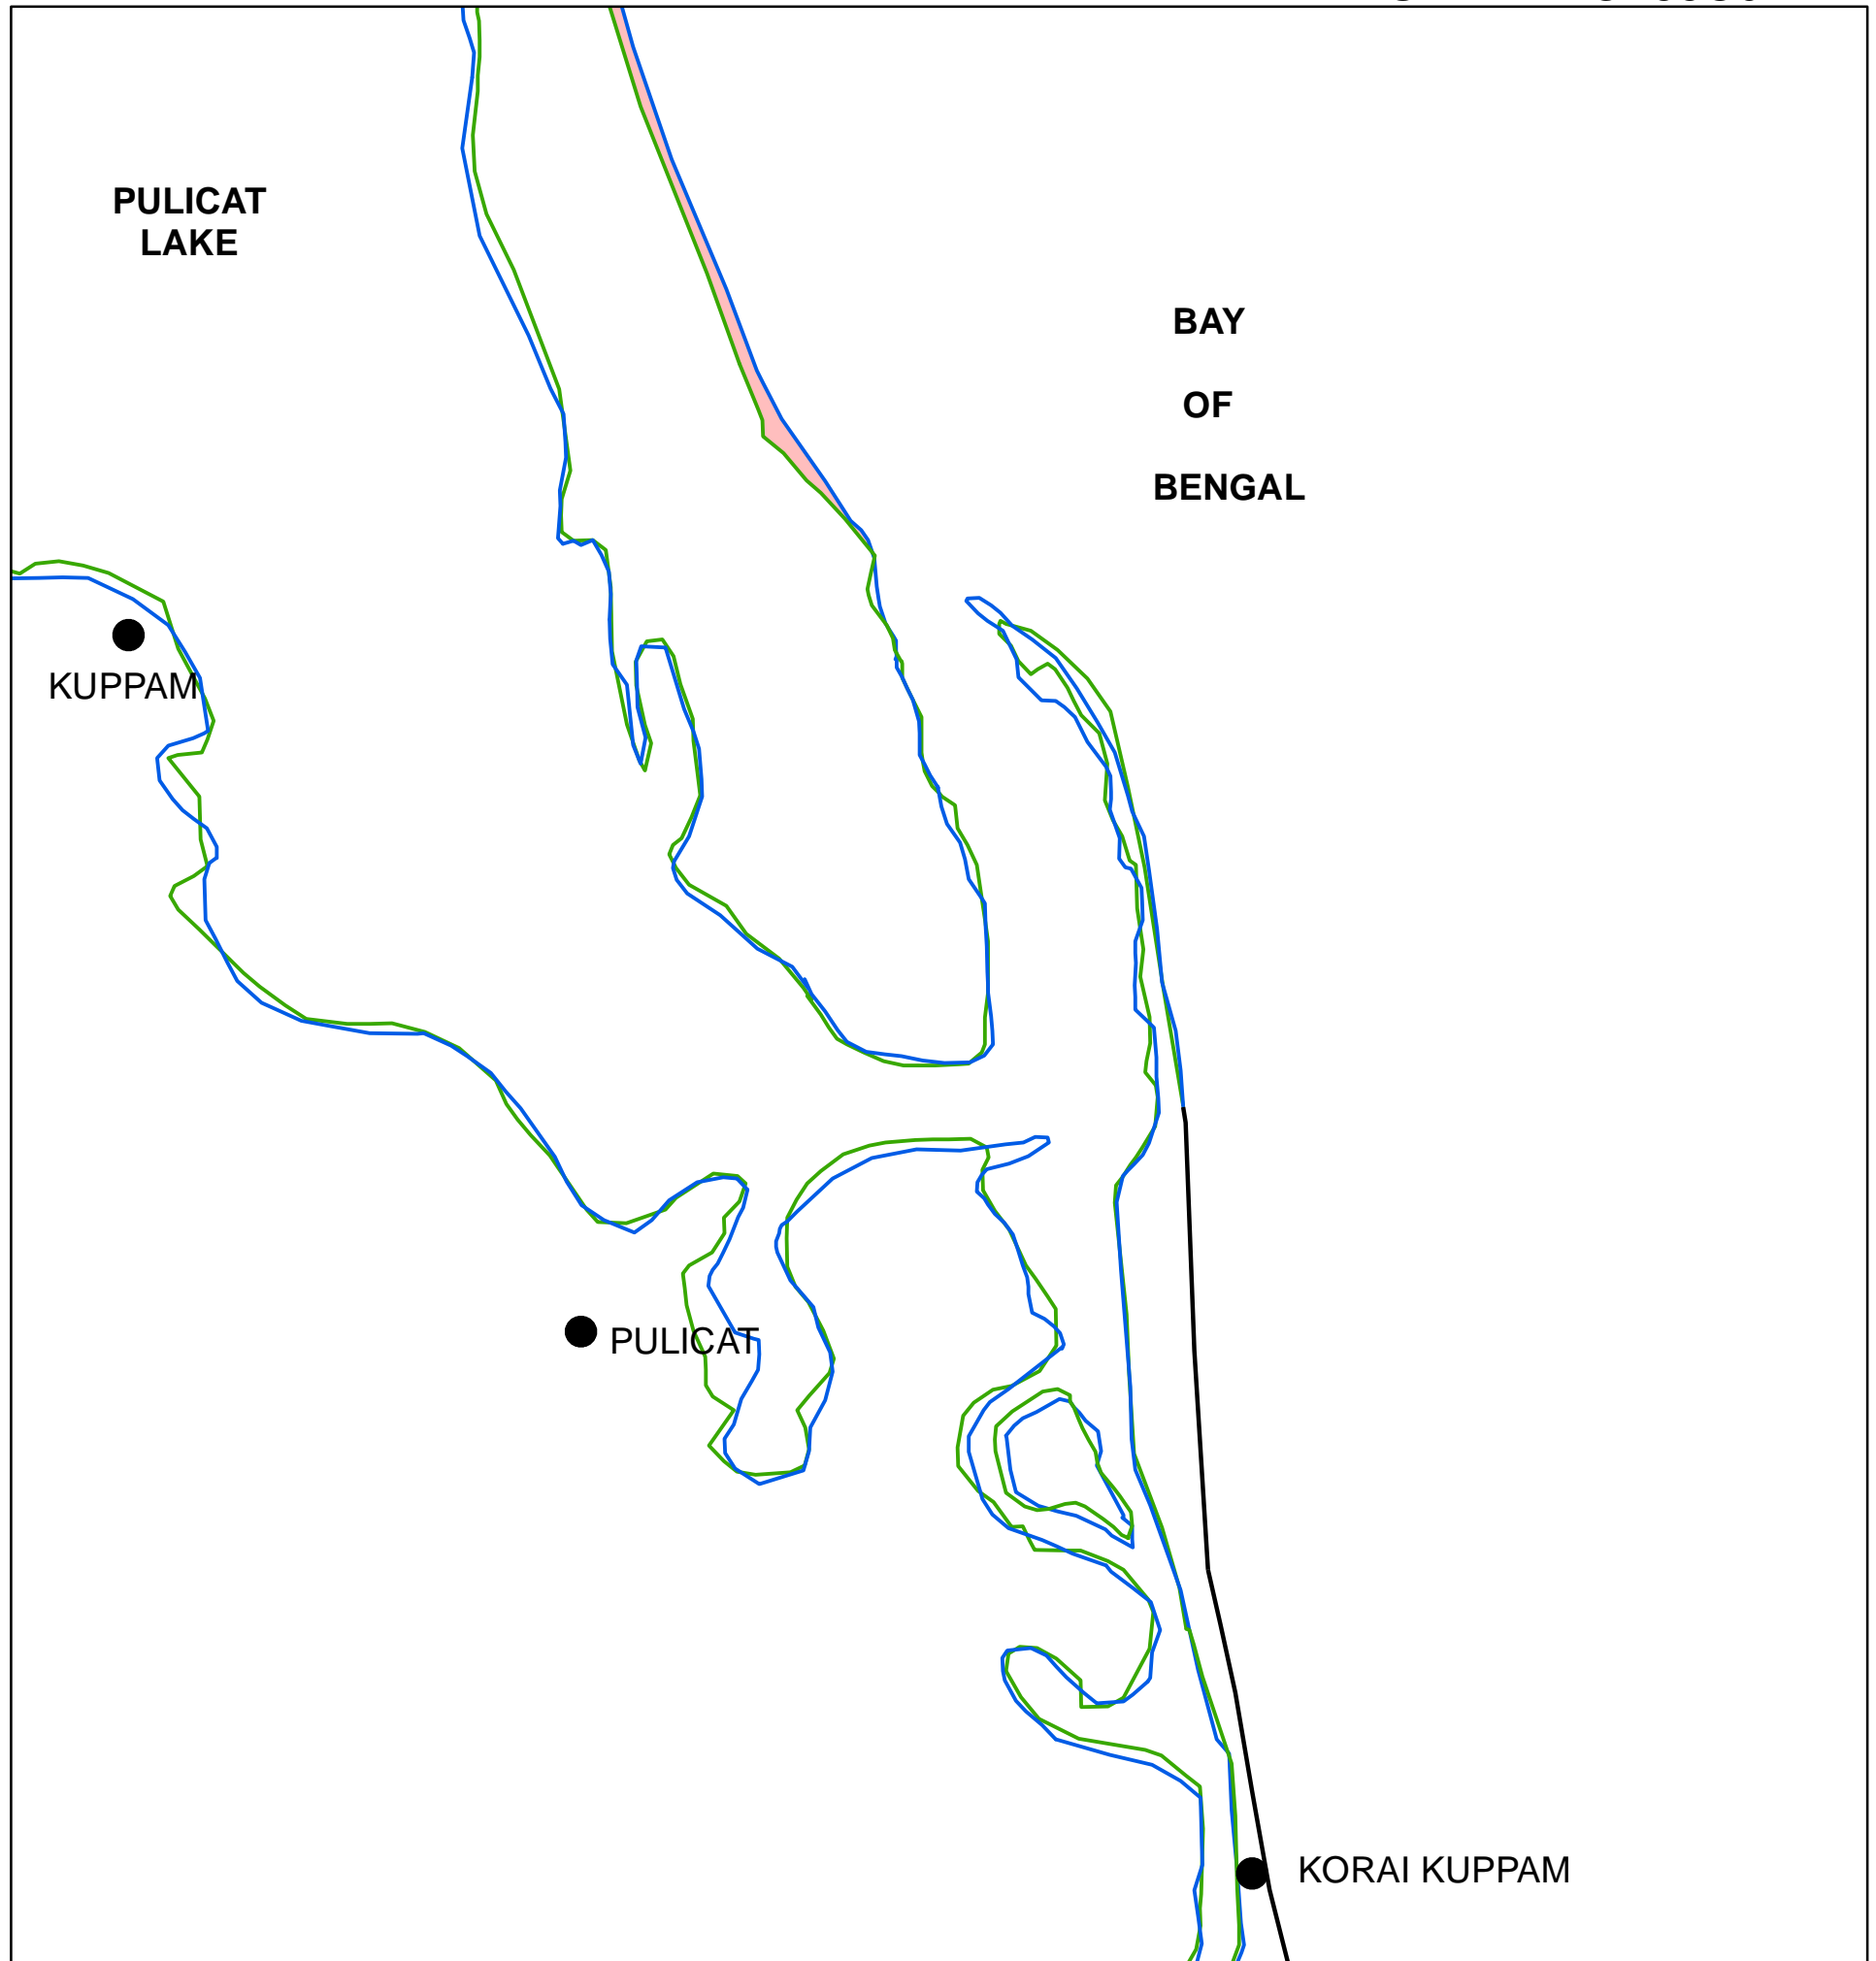 PULICAT
LAKE
BAY
OF
BENGAL
KUPPAM
PULICAT
KORAI KUPPAM